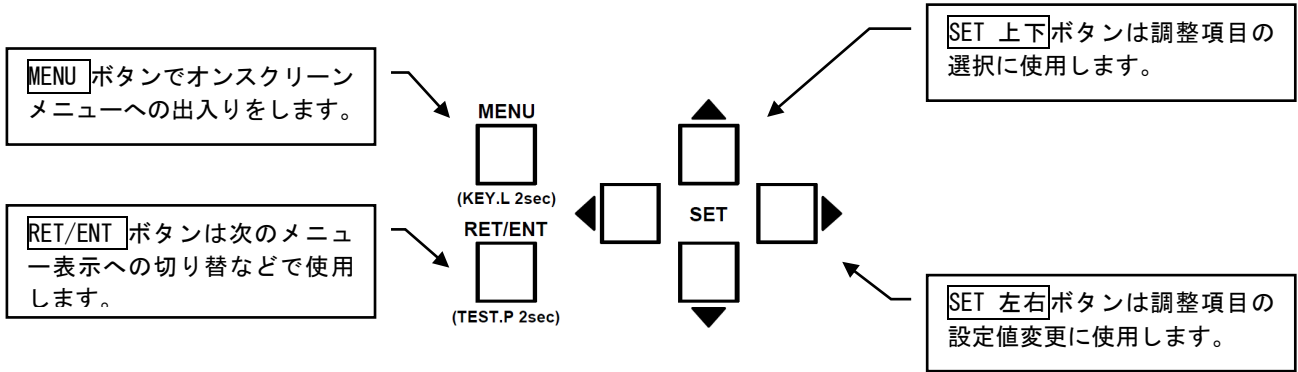 MENU ボタンでオンスクリーン
メニューへの出入りをします。
RET/ENT ボタンは次のメニュ
ー表示への切り替などで使用
します。
MENU
(KEY.L 2sec)
RET/ENT
(TEST.P 2sec)
SET
SET 上下ボタンは調整項目の
選択に使用します。
SET 左右ボタンは調整項目の
設定値変更に使用します。